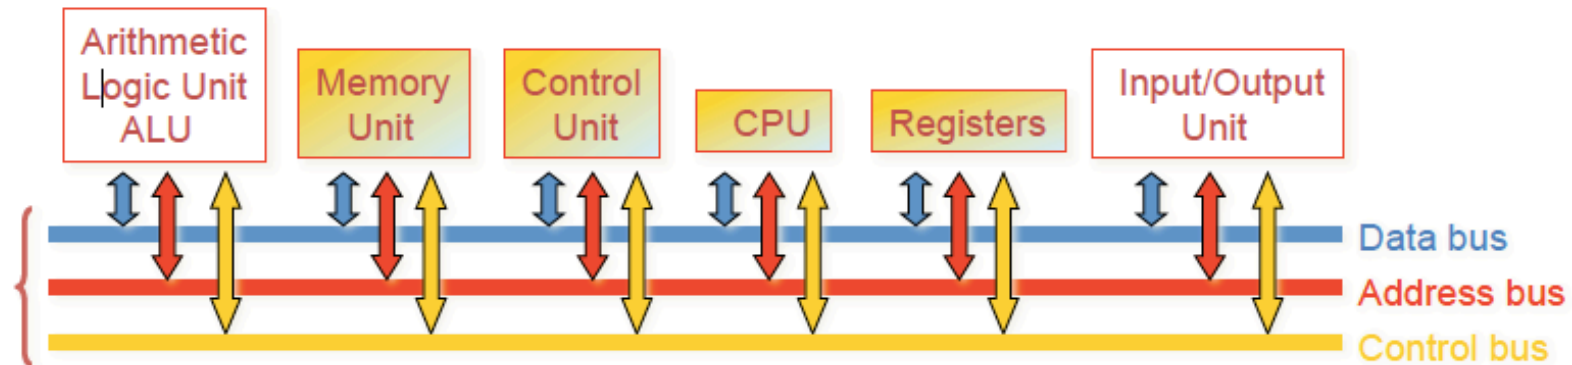 Arithmetic
Logic Unit
ALU
Memory
Unit
Control
Unit
CPU
Registers
Input/Output
Unit
Data bus
Address bus
Control bus